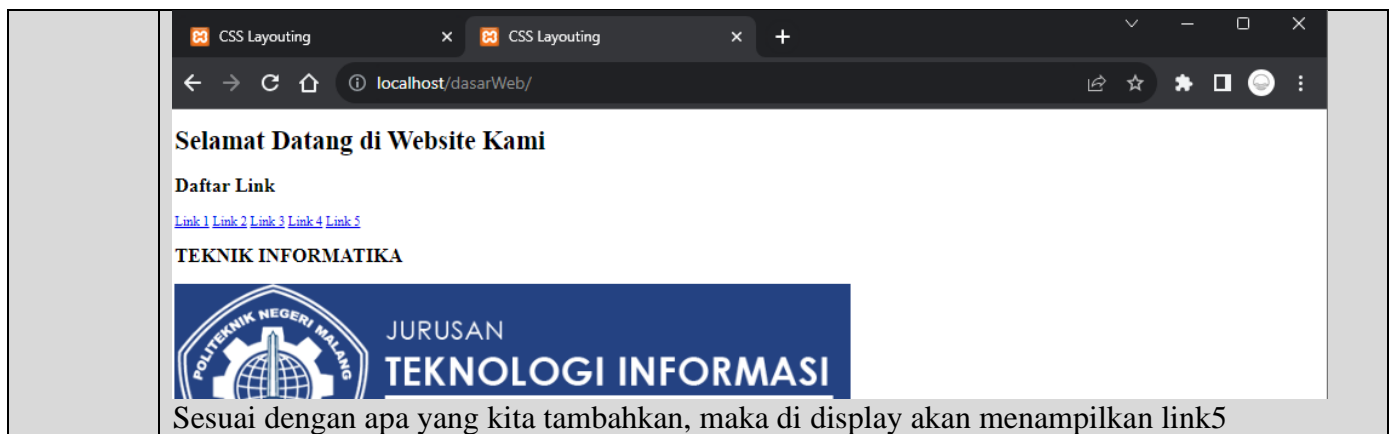 CSS Layouting CSS Layouting
localhost/dasarWeb/
Selamat Datang di Website Kami
Daftar Link
Link 1 Link 2 Link 3 Link 4 Link 5
TEKNIK INFORMATIKA
POLITEKNIK NEGERI MALANG
JURUSAN
TEKNOLOGI INFORMASI
Sesuai dengan apa yang kita tambahkan, maka di display akan menampilkan link5